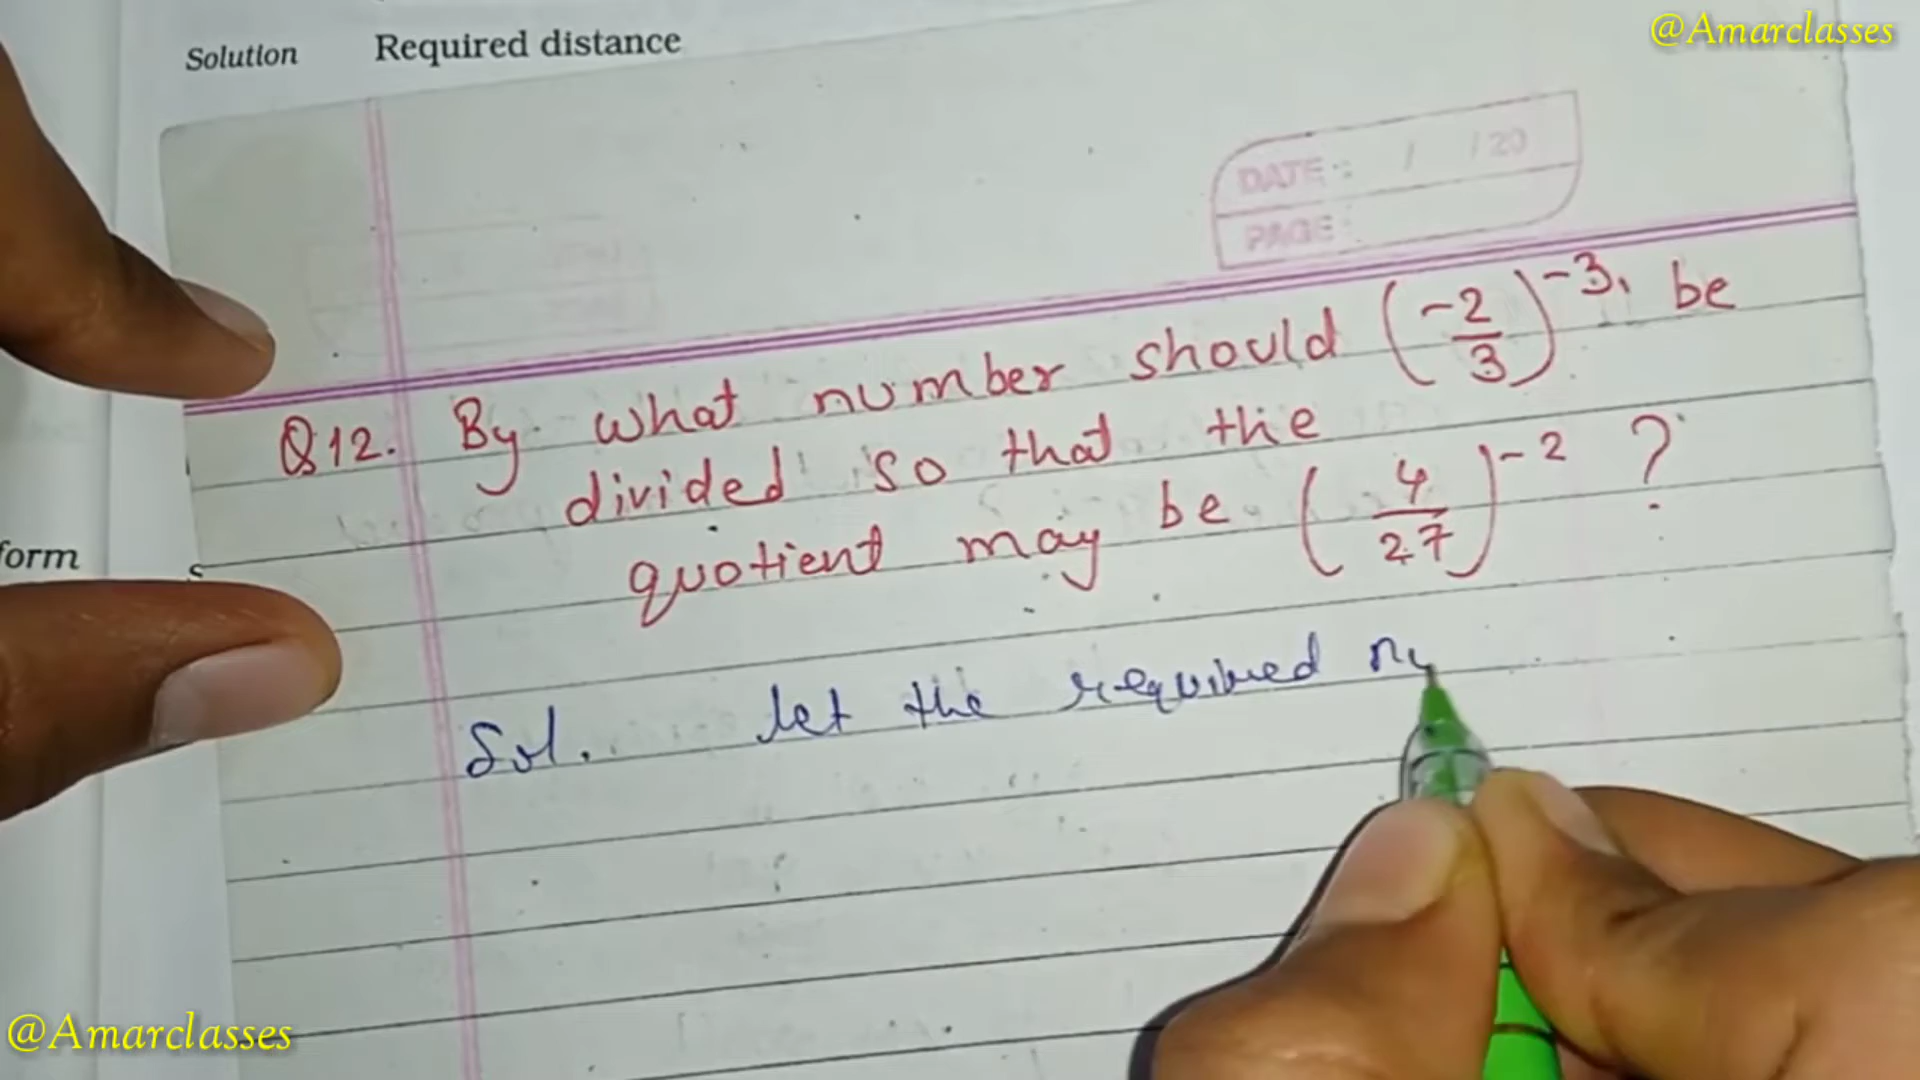 @Amarclasses
Solution Required distance
DATE: / /20
PAGE:
Q12. By what number should (-2/3)^-3, be
divided so that the
quotient may be (4/27)^-2 ?
form
Sol. let the required nu
@Amarclasses